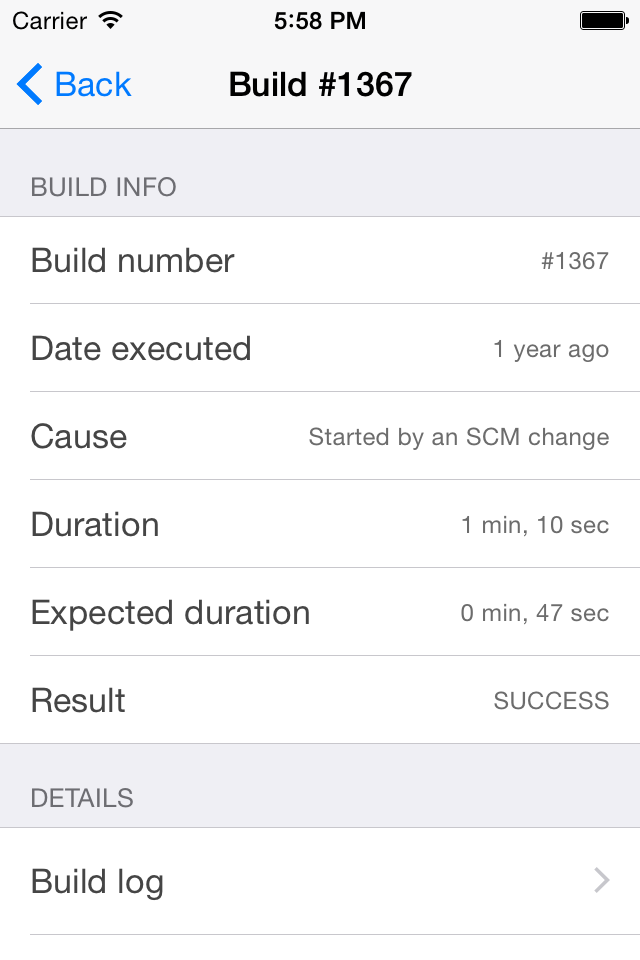 Carrier 5:58 PM
Back Build #1367
BUILD INFO
Build number #1367
Date executed 1 year ago
Cause Started by an SCM change
Duration 1 min, 10 sec
Expected duration 0 min, 47 sec
Result SUCCESS
DETAILS
Build log